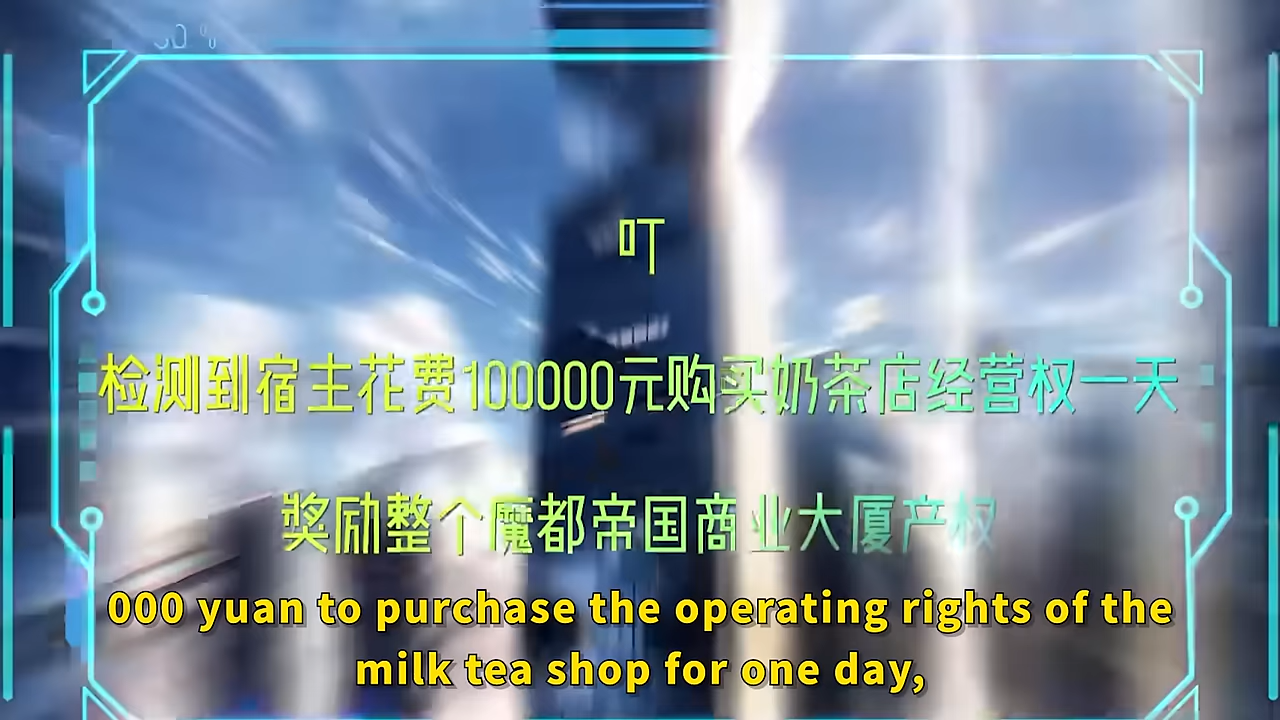 叮
检测到宿主花费100000元购买奶茶店经营权一天
奖励整个魔都帝国商业大厦产权
000 yuan to purchase the operating rights of the
milk tea shop for one day,